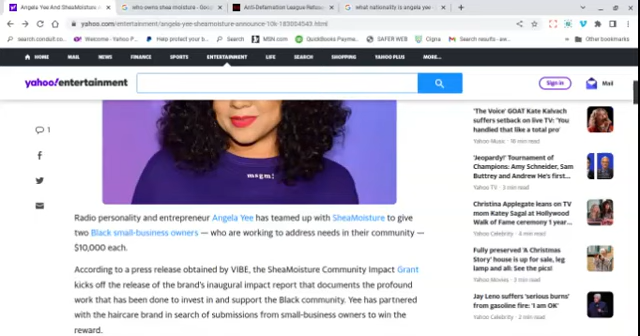 Angela Yee And SheaMoisture An
who owns shea moisture - Goo
Anti-Defamation League Retou
what nationality is angela yee
yahoo.com/entertainment/angela-yee-sheamoisture-announce-10k-183004543.html
search.conduit.co...
Welcome - Yahoo
Help protect your b...
Search
MSN.com
QuickBooks Payme...
SAFER WEB
Cigna
Search results - aw...
Other bookmarks
HOME MAIL NEWS FINANCE SPORTS ENTERTAINMENT LIFE SEARCH SHOPPING YAHOO PLUS MORE...
yahoo!entertainment
Sign in
Mail
1
msgm!
Radio personality and entrepreneur Angela Yee has teamed up with SheaMoisture to give
two Black small-business owners — who are working to address needs in their community —
$10,000 each.
According to a press release obtained by VIBE, the SheaMoisture Community Impact Grant
kicks off the release of the brand's inaugural impact report that documents the profound
work that has been done to invest in and support the Black community. Yee has partnered
with the haircare brand in search of submissions from small-business owners to win the
reward.
'The Voice' GOAT Kate Kalvach
suffers setback on live TV: 'You
handled that like a total pro'
Yahoo Music · 16 min read
'Jeopardy!' Tournament of
Champions: Amy Schneider, Sam
Buttrey and Andrew He's first...
Yahoo TV · 3 min read
Christina Applegate leans on TV
mom Katey Sagal at Hollywood
Walk of Fame ceremony 1 year...
Yahoo Celebrity · 4 min read
Fully preserved 'A Christmas
Story' house is up for sale, leg
lamp and all: See the pics!
Yahoo Movies · 3 min read
Jay Leno suffers 'serious burns'
from gasoline fire: 'I am OK'
Yahoo Celebrity · 2 min read